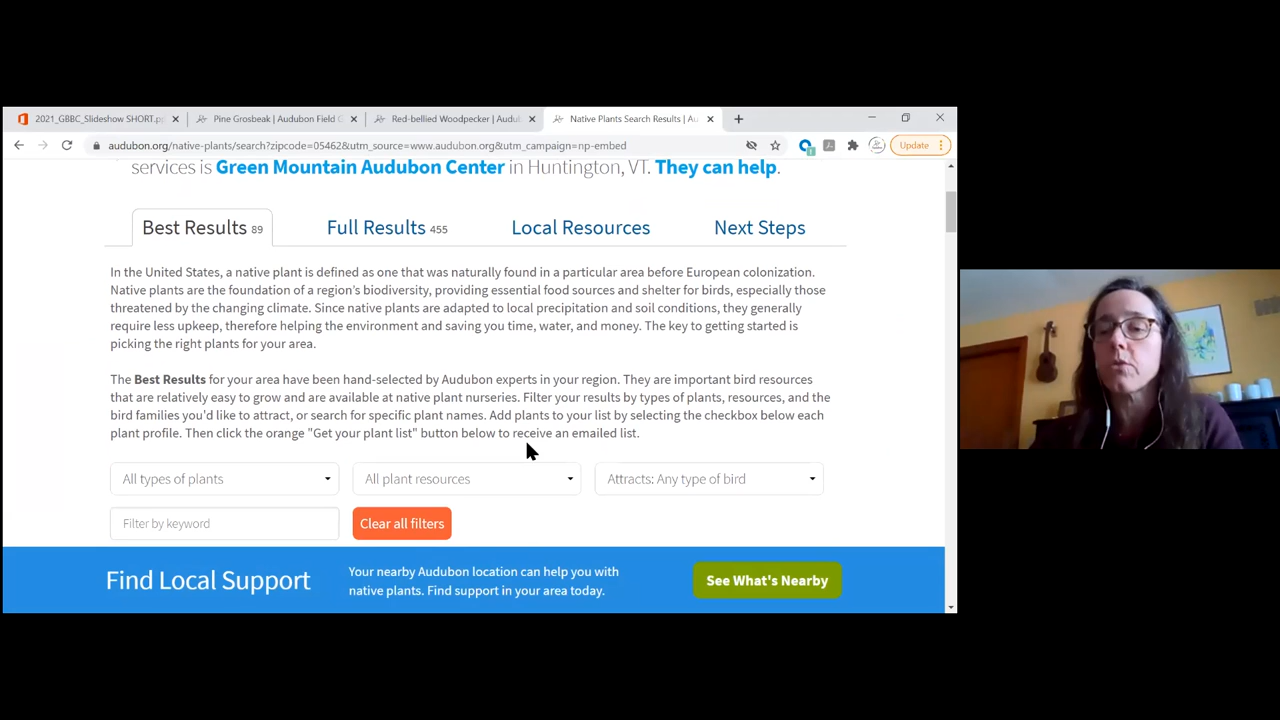 2021_GBBC_Slideshow SHORT.pp
Pine Grosbeak | Audubon Field G
Red-bellied Woodpecker | Audub
Native Plants Search Results | Au
audubon.org/native-plants/search?zipcode=05462&utm_source=www.audubon.org&utm_campaign=np-embed
Update
services is Green Mountain Audubon Center in Huntington, VT. They can help.
Best Results 89
Full Results 455
Local Resources
Next Steps
In the United States, a native plant is defined as one that was naturally found in a particular area before European colonization.
Native plants are the foundation of a region's biodiversity, providing essential food sources and shelter for birds, especially those
threatened by the changing climate. Since native plants are adapted to local precipitation and soil conditions, they generally
require less upkeep, therefore helping the environment and saving you time, water, and money. The key to getting started is
picking the right plants for your area.
The Best Results for your area have been hand-selected by Audubon experts in your region. They are important bird resources
that are relatively easy to grow and are available at native plant nurseries. Filter your results by types of plants, resources, and the
bird families you'd like to attract, or search for specific plant names. Add plants to your list by selecting the checkbox below each
plant profile. Then click the orange "Get your plant list" button below to receive an emailed list.
All types of plants
All plant resources
Attracts: Any type of bird
Filter by keyword
Clear all filters
Find Local Support
Your nearby Audubon location can help you with
native plants. Find support in your area today.
See What's Nearby